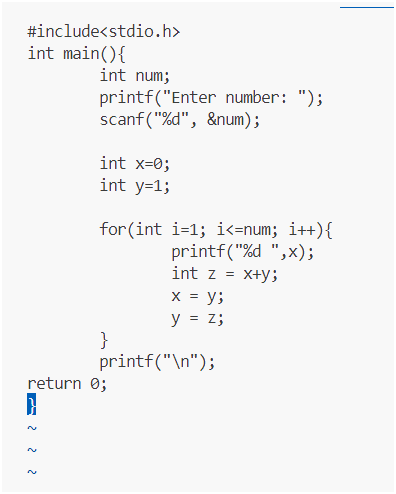 #include<stdio.h>
int main(){
        int num;
        printf("Enter number: ");
        scanf("%d", &num);

        int x=0;
        int y=1;

        for(int i=1; i<=num; i++){
                printf("%d ",x);
                int z = x+y;
                x = y;
                y = z;
        }
        printf("\n");
return 0;
}
~
~
~